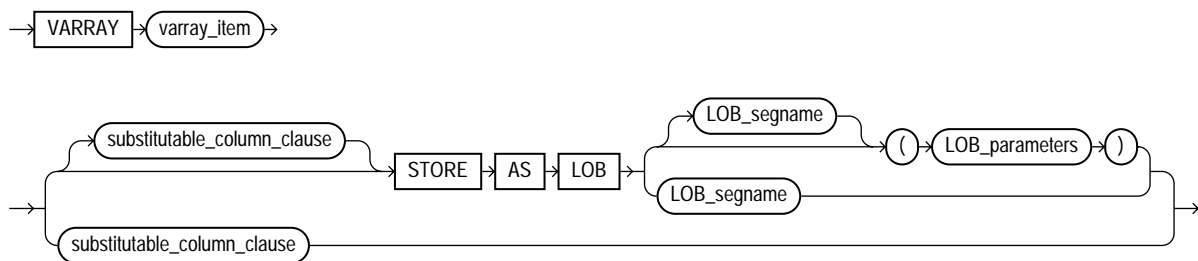 VARRAY varray_item
LOB_segname
substitutable_column_clause ( LOB_parameters )
STORE AS LOB
LOB_segname
substitutable_column_clause